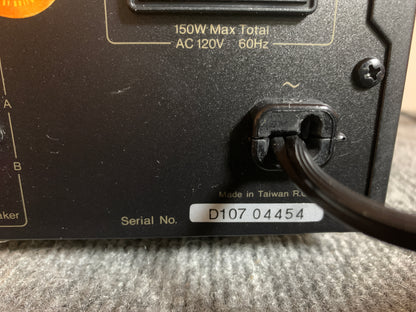 150W Max Total
AC 120V 60Hz
~
A
B
Made in Taiwan R.O
Serial No. D107 04454
aker